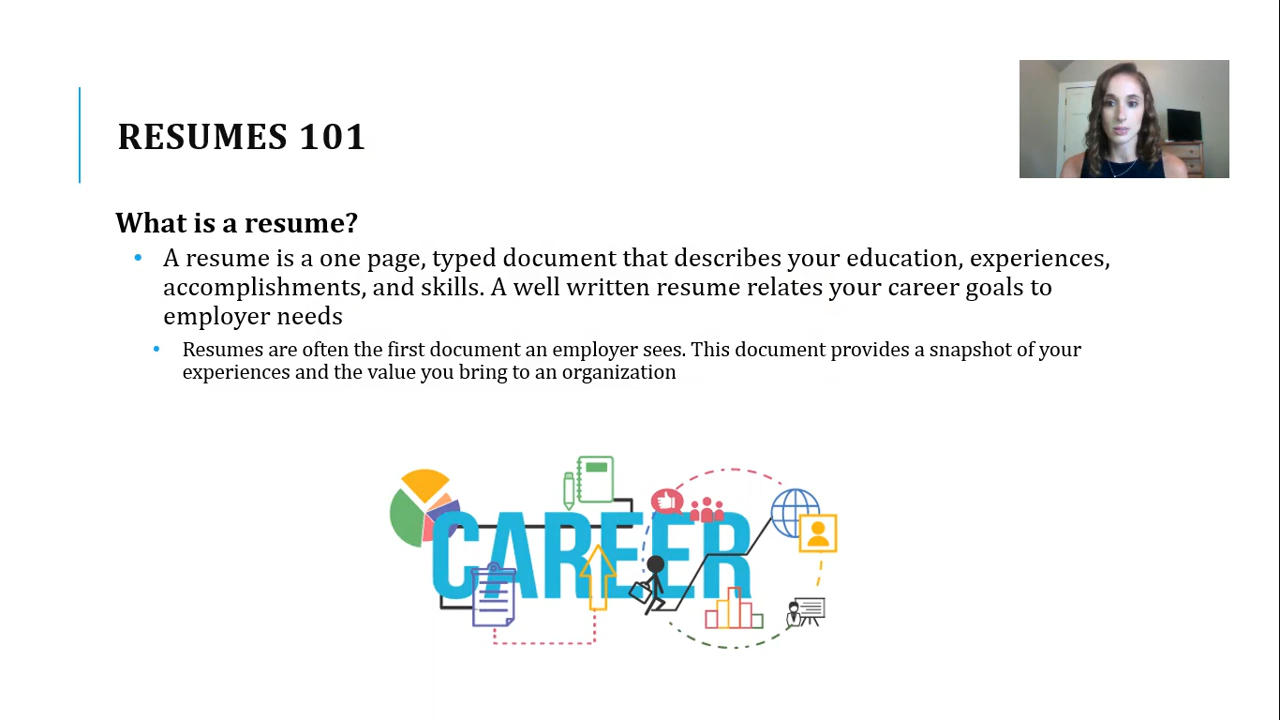 RESUMES 101
What is a resume?
• A resume is a one page, typed document that describes your education, experiences,
accomplishments, and skills. A well written resume relates your career goals to
employer needs
• Resumes are often the first document an employer sees. This document provides a snapshot of your
experiences and the value you bring to an organization
CAREER